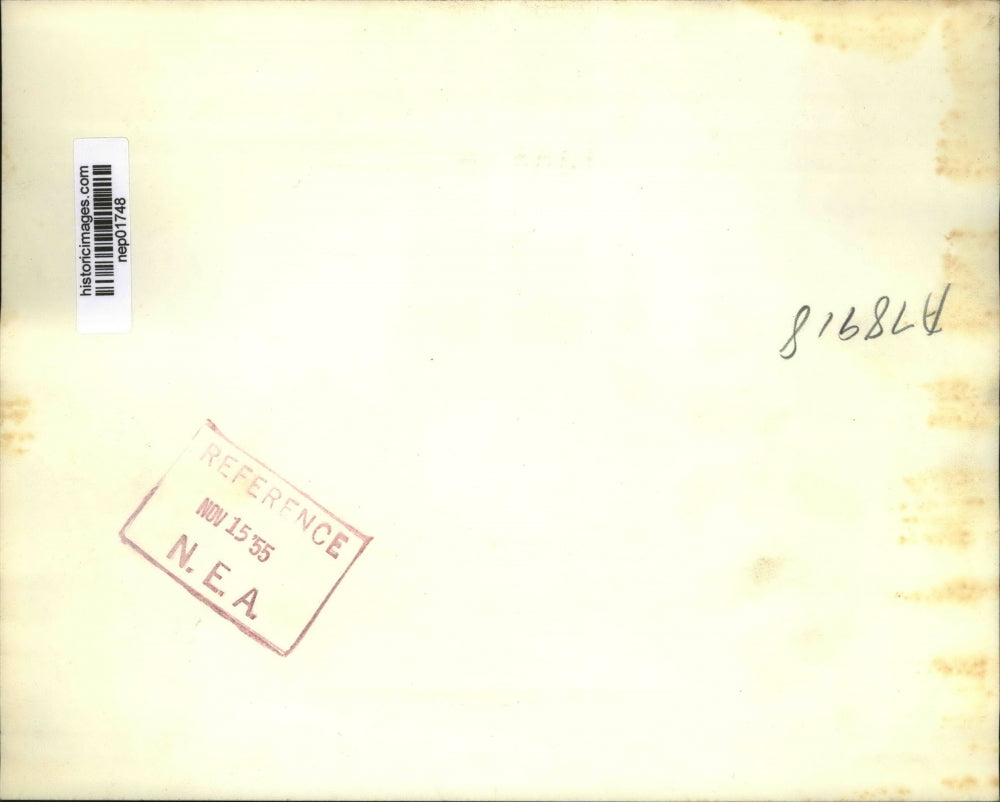 historicimages.com
nep01748
A78918
REFERENCE
NOV 15 '55
N. E. A.